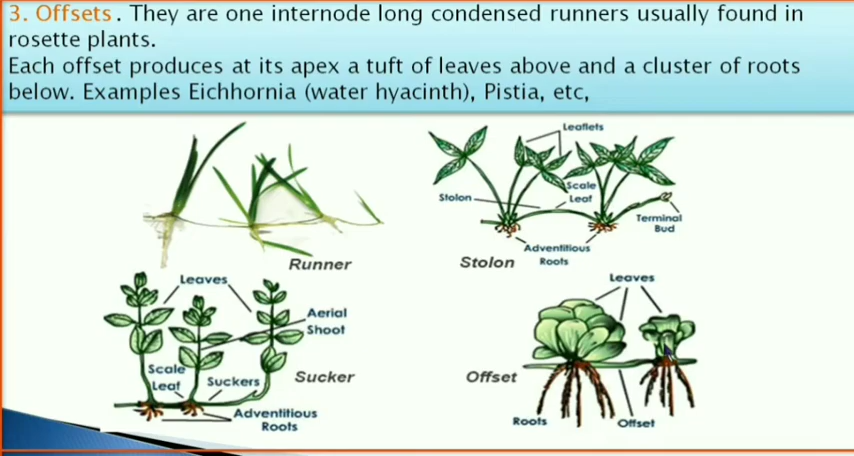 3. Offsets. They are one internode long condensed runners usually found in
rosette plants.
Each offset produces at its apex a tuft of leaves above and a cluster of roots
below. Examples Eichhornia (water hyacinth), Pistia, etc,
Leaflets
Stolon
Scale
Leaf
Terminal
Bud
Adventitious
Roots
Runner
Stolon
Leaves
Aerial
Shoot
Scale
Leaf
Suckers
Sucker
Adventitious
Roots
Leaves
Offset
Roots
Offset